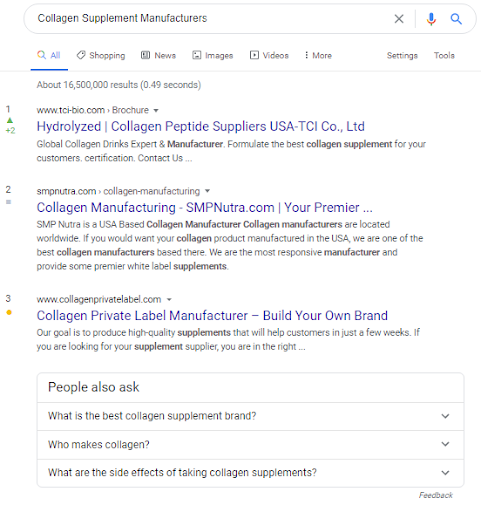 Collagen Supplement Manufacturers
All Shopping News Images Videos More Settings Tools
About 16,500,000 results (0.49 seconds)
1 www.tci-bio.com › Brochure
+2 Hydrolyzed | Collagen Peptide Suppliers USA-TCI Co., Ltd
Global Collagen Drinks Expert & Manufacturer. Formulate the best collagen supplement for your
customers. certification. Contact Us ...
2 smpnutra.com › collagen-manufacturing
= Collagen Manufacturing - SMPNutra.com | Your Premier ...
SMP Nutra is a USA Based Collagen Manufacturer Collagen manufacturers are located
worldwide. If you would want your collagen product manufactured in the USA, we are one of the
best collagen manufacturers based there. We are the most responsive manufacturer and
provide some premier white label supplements.
3 www.collagenprivatelabel.com
Collagen Private Label Manufacturer – Build Your Own Brand
Our goal is to produce high-quality supplements that will help customers in just a few weeks. If
you are looking for your supplement supplier, you are in the right ...
People also ask
What is the best collagen supplement brand?
Who makes collagen?
What are the side effects of taking collagen supplements?
Feedback